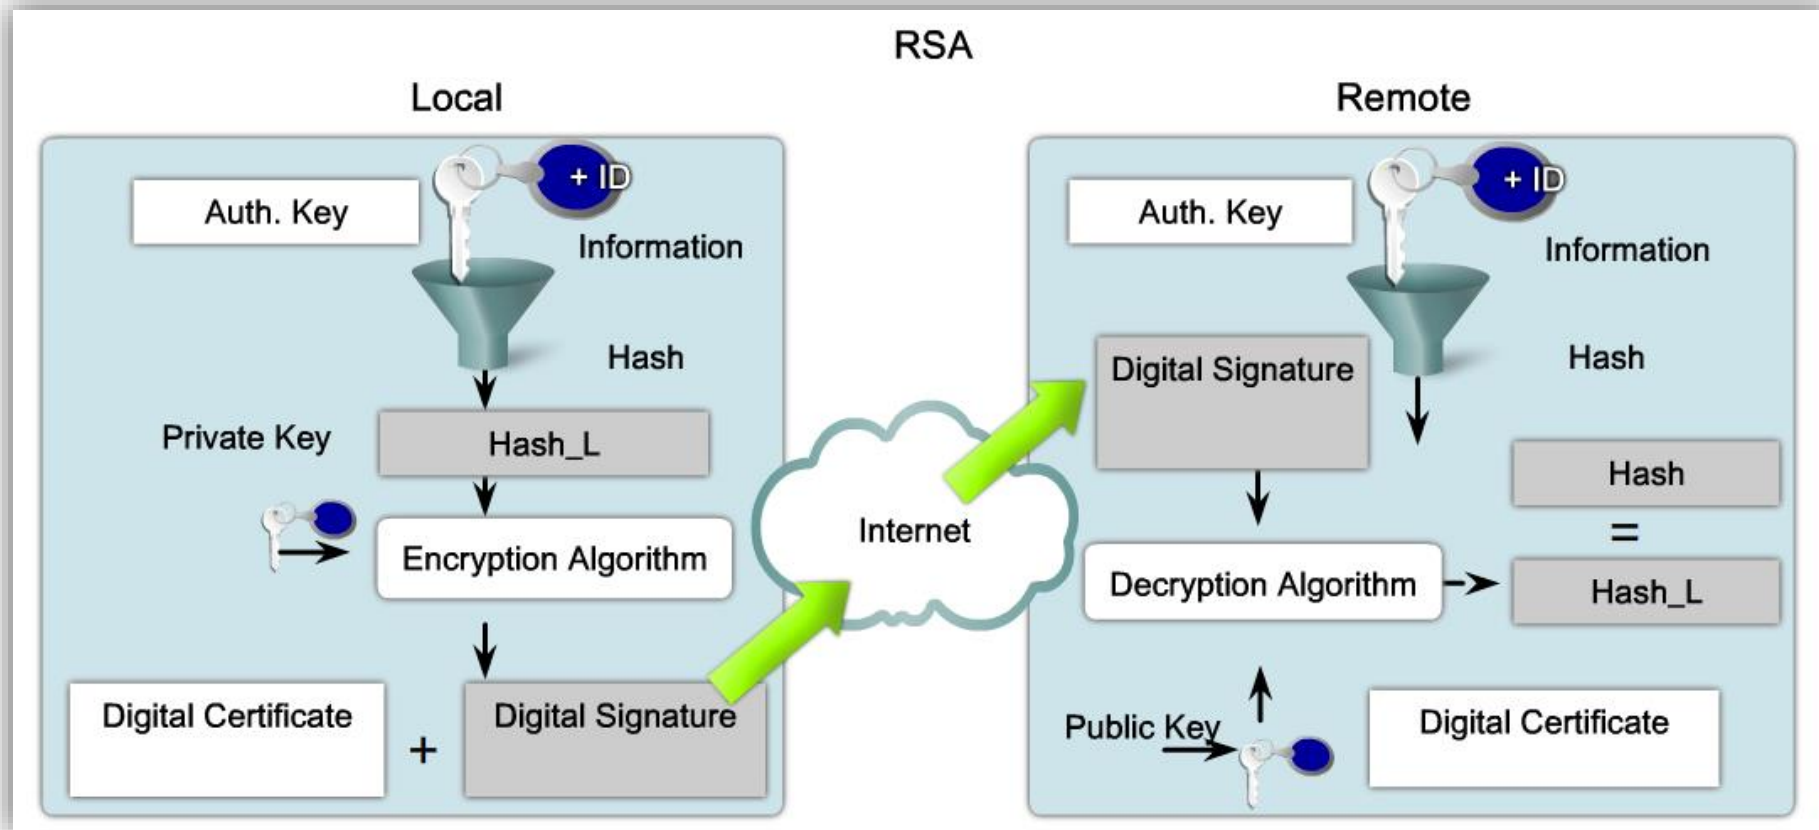 RSA
Local
Auth. Key
+ ID
Information
Hash
Private Key
Hash_L
Encryption Algorithm
Digital Certificate
+
Digital Signature
Internet
Remote
Auth. Key
+ ID
Information
Digital Signature
Hash
Hash
=
Decryption Algorithm
Hash_L
Public Key
Digital Certificate